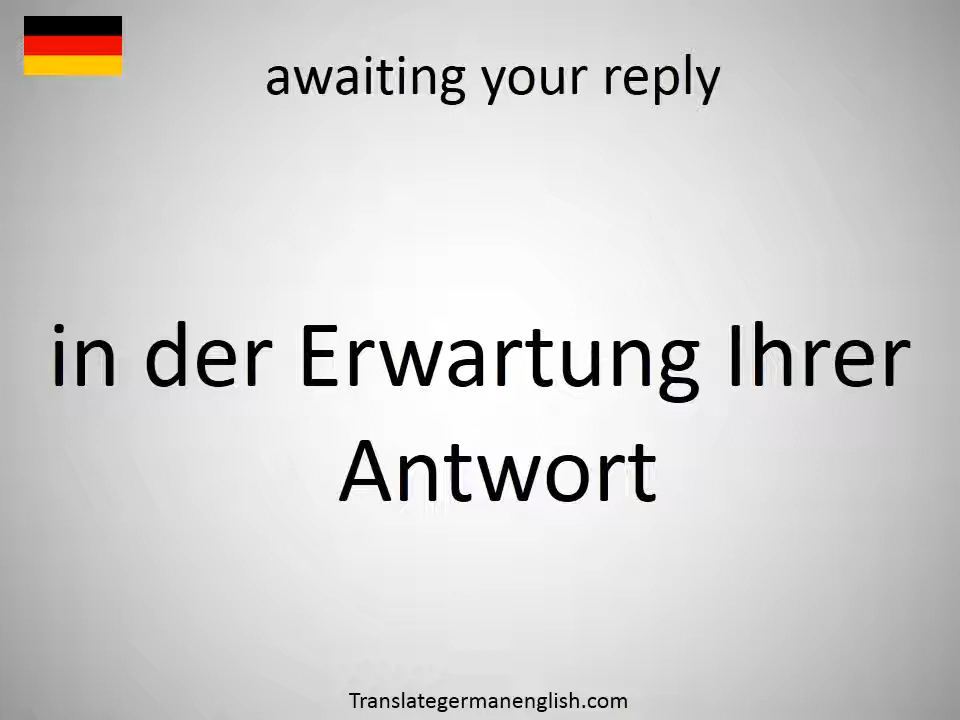 awaiting your reply
in der Erwartung Ihrer
Antwort
Translategermanenglish.com